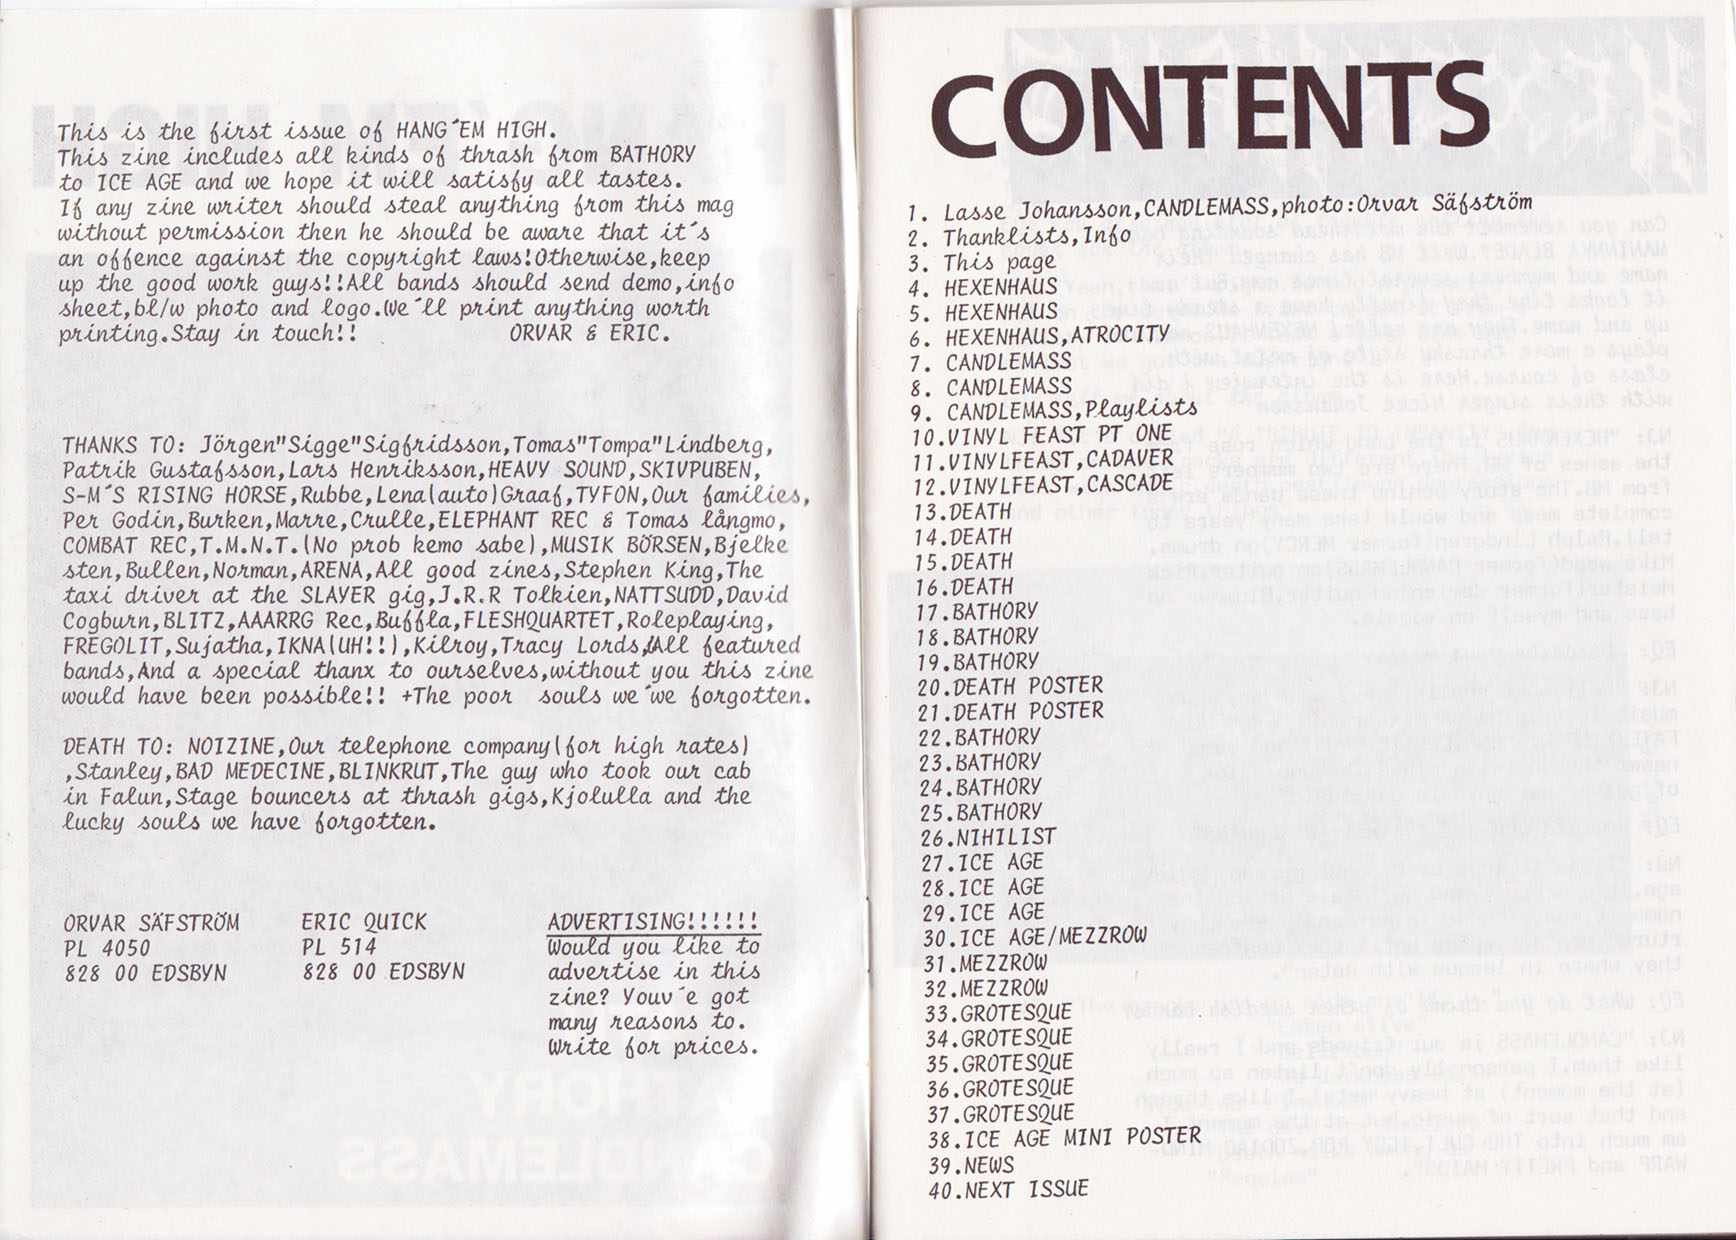 This is the first issue of HANG´EM HIGH.
This zine includes all kinds of thrash from BATHORY
to ICE AGE and we hope it will satisfy all tastes.
If any zine writer should steal anything from this mag
without permission then he should be aware that it´s
an offence against the copyright laws!Otherwise,keep
up the good work guys!!All bands should send demo,info
sheet,bl/w photo and logo.We´ll print anything worth
printing.Stay in touch!! ORVAR & ERIC.
THANKS TO: Jörgen"Sigge"Sigfridsson,Tomas"Tompa"Lindberg,
Patrik Gustafsson,Lars Henriksson,HEAVY SOUND,SKIVPUBEN,
S-M´S RISING HORSE,Rubbe,Lena(auto)Graaf,TYFON,Our families,
Per Godin,Burken,Marre,Crulle,ELEPHANT REC & Tomas långmo,
COMBAT REC,T.M.N.T.(No prob kemo sabe),MUSIK BÖRSEN,Bjelke
sten,Bullen,Norman,ARENA,All good zines,Stephen King,The
taxi driver at the SLAYER gig,J.R.R Tolkien,NATTSUDD,David
Cogburn,BLITZ,AAARRG Rec,Buffla,FLESHQUARTET,Roleplaying,
FREGOLIT,Sujatha,IKNA(UH!!),Kilroy,Tracy Lords,All featured
bands,And a special thanx to ourselves,without you this zine
would have been possible!! +The poor souls we´we forgotten.
DEATH TO: NOIZINE,Our telephone company(for high rates)
,Stanley,BAD MEDECINE,BLINKRUT,The guy who took our cab
in Falun,Stage bouncers at thrash gigs,Kjolulla and the
lucky souls we have forgotten.
ORVAR SÄFSTRÖM
PL 4050
828 00 EDSBYN
ERIC QUICK
PL 514
828 00 EDSBYN
ADVERTISING!!!!!!
Would you like to
advertise in this
zine? Youv´e got
many reasons to.
Write for prices.
CONTENTS
1. Lasse Johansson,CANDLEMASS,photo:Orvar Säfström
2. Thanklists,Info
3. This page
4. HEXENHAUS
5. HEXENHAUS
6. HEXENHAUS,ATROCITY
7. CANDLEMASS
8. CANDLEMASS
9. CANDLEMASS,Playlists
10.VINYL FEAST PT ONE
11.VINYLFEAST,CADAVER
12.VINYLFEAST,CASCADE
13.DEATH
14.DEATH
15.DEATH
16.DEATH
17.BATHORY
18.BATHORY
19.BATHORY
20.DEATH POSTER
21.DEATH POSTER
22.BATHORY
23.BATHORY
24.BATHORY
25.BATHORY
26.NIHILIST
27.ICE AGE
28.ICE AGE
29.ICE AGE
30.ICE AGE/MEZZROW
31.MEZZROW
32.MEZZROW
33.GROTESQUE
34.GROTESQUE
35.GROTESQUE
36.GROTESQUE
37.GROTESQUE
38.ICE AGE MINI POSTER
39.NEWS
40.NEXT ISSUE